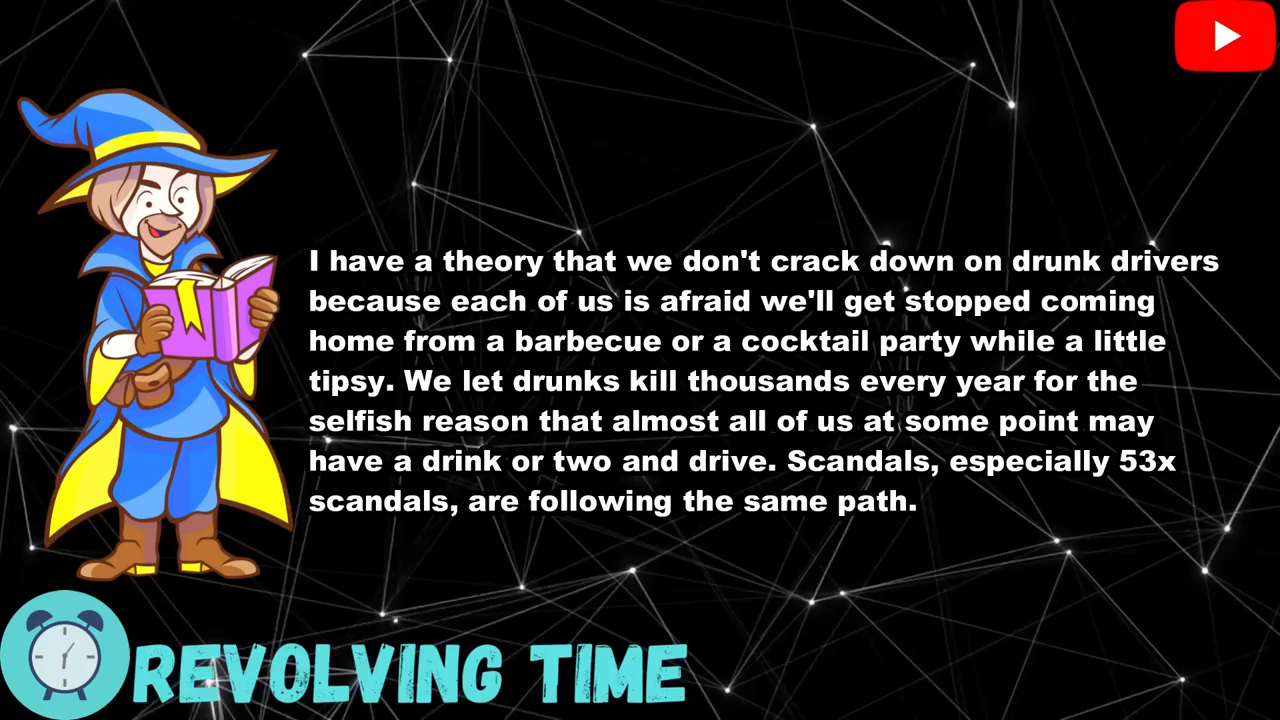 I have a theory that we don't crack down on drunk drivers
because each of us is afraid we'll get stopped coming
home from a barbecue or a cocktail party while a little
tipsy. We let drunks kill thousands every year for the
selfish reason that almost all of us at some point may
have a drink or two and drive. Scandals, especially 53x
scandals, are following the same path.
REVOLVING TIME